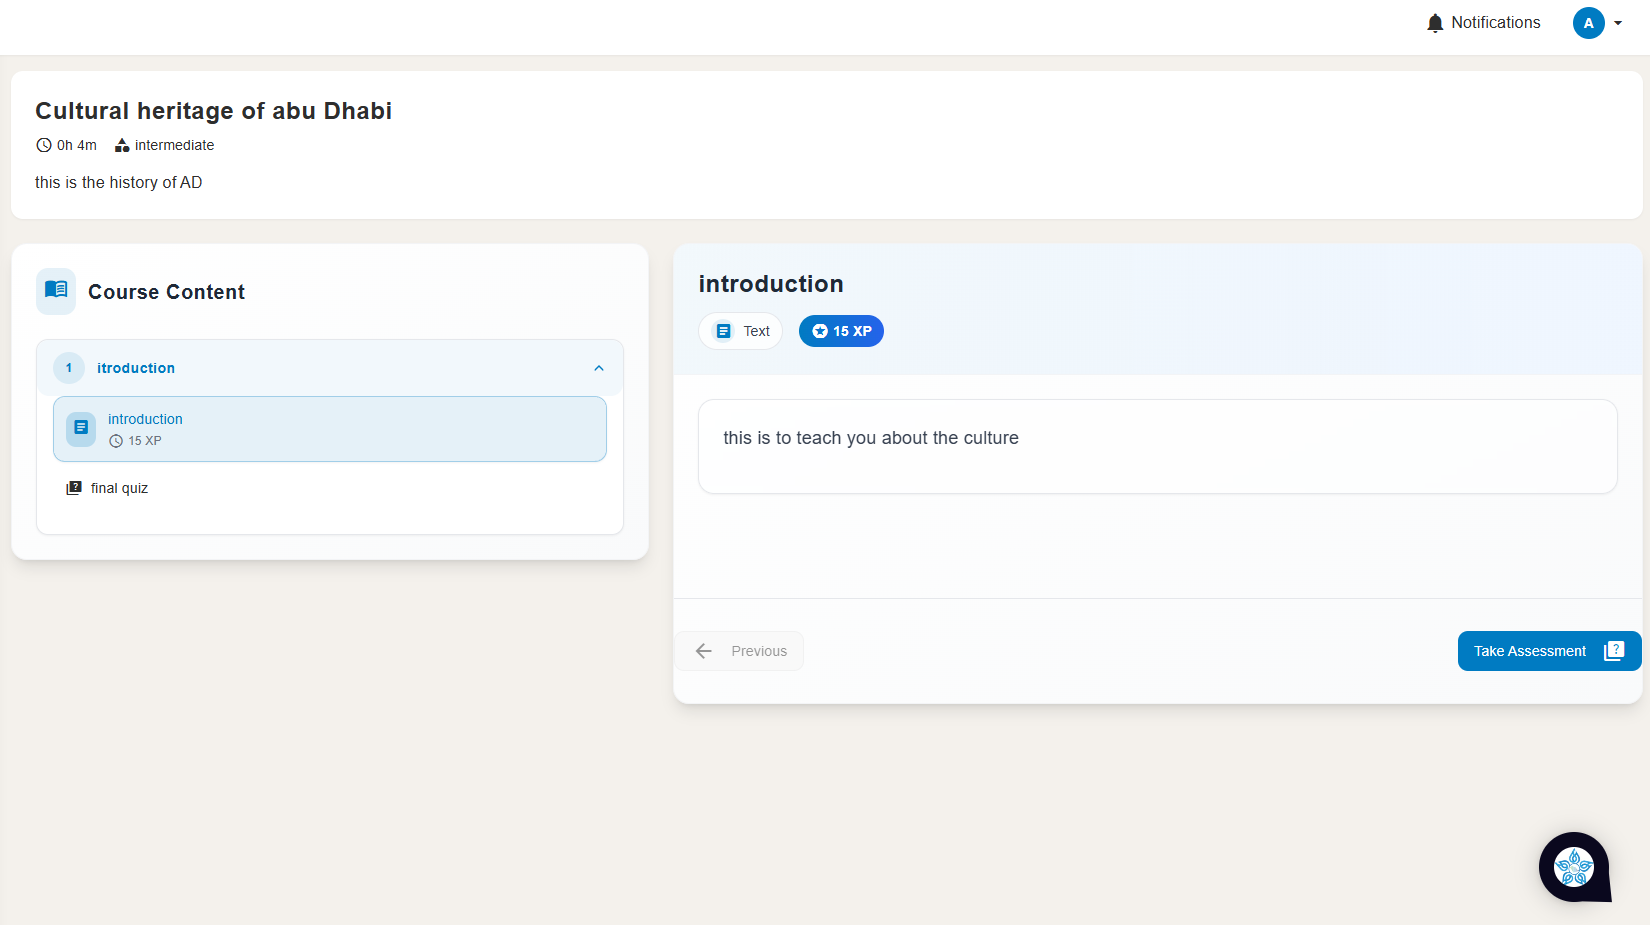 Notifications
A
Cultural heritage of abu Dhabi
0h 4m intermediate
this is the history of AD
Course Content
1 itroduction
introduction
15 XP
final quiz
introduction
Text 15 XP
this is to teach you about the culture
Previous
Take Assessment